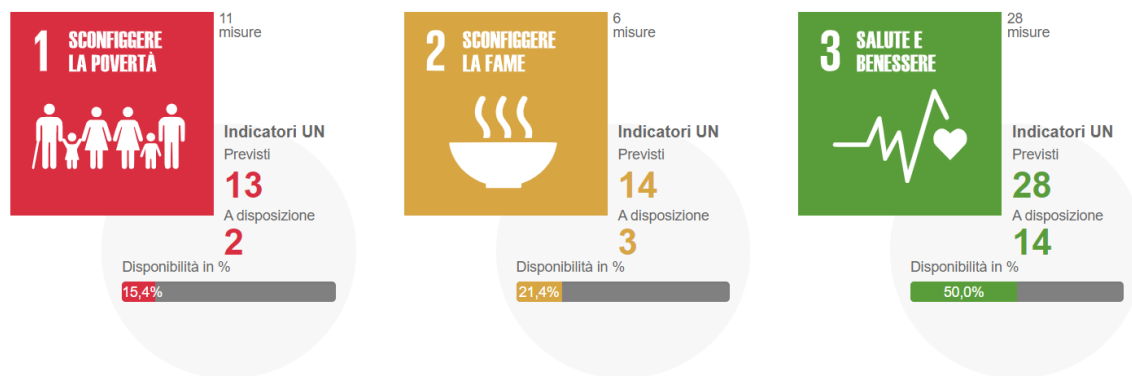 1 SCONFIGGERE
LA POVERTÀ
11
misure
Indicatori UN
Previsti
13
A disposizione
2
Disponibilità in %
15,4%
2 SCONFIGGERE
LA FAME
6
misure
Indicatori UN
Previsti
14
A disposizione
3
Disponibilità in %
21,4%
3 SALUTE E
BENESSERE
28
misure
Indicatori UN
Previsti
28
A disposizione
14
Disponibilità in %
50,0%